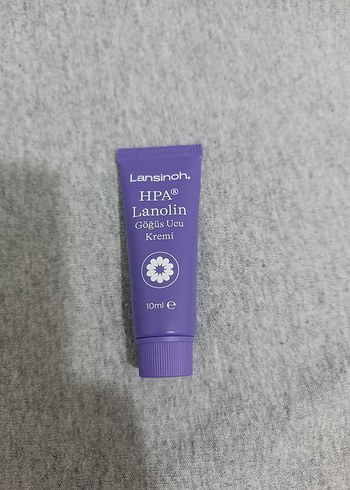 Lansinoh.
HPA®
Lanolin
Göğüs Ucu
Kremi
10ml ℮